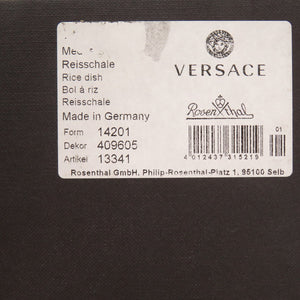 Reisschale
Rice dish
Bol à riz
Reisschale
Made in Germany
Form 14201
Dekor 409605
Artikel 13341
VERSACE
Rosenthal
01
4 012437 315219
Rosenthal GmbH, Philip-Rosenthal-Platz 1, 95100 Selb